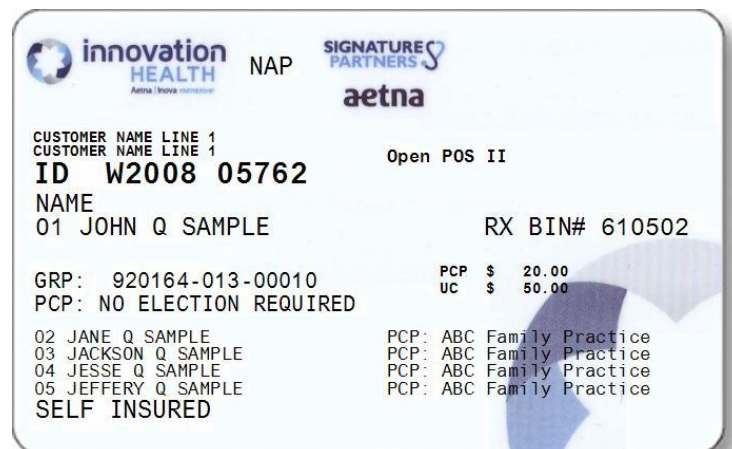 innovation
HEALTH
Aetna | Inova
NAP
SIGNATURE
PARTNERS
aetna
CUSTOMER NAME LINE 1
CUSTOMER NAME LINE 1
Open POS II
ID W2008 05762
NAME
01 JOHN Q SAMPLE
RX BIN# 610502
GRP: 920164-013-00010
PCP $ 20.00
PCP: NO ELECTION REQUIRED
UC $ 50.00
02 JANE Q SAMPLE PCP: ABC Family Practice
03 JACKSON Q SAMPLE PCP: ABC Family Practice
04 JESSE Q SAMPLE PCP: ABC Family Practice
05 JEFFERY Q SAMPLE PCP: ABC Family Practice
SELF INSURED